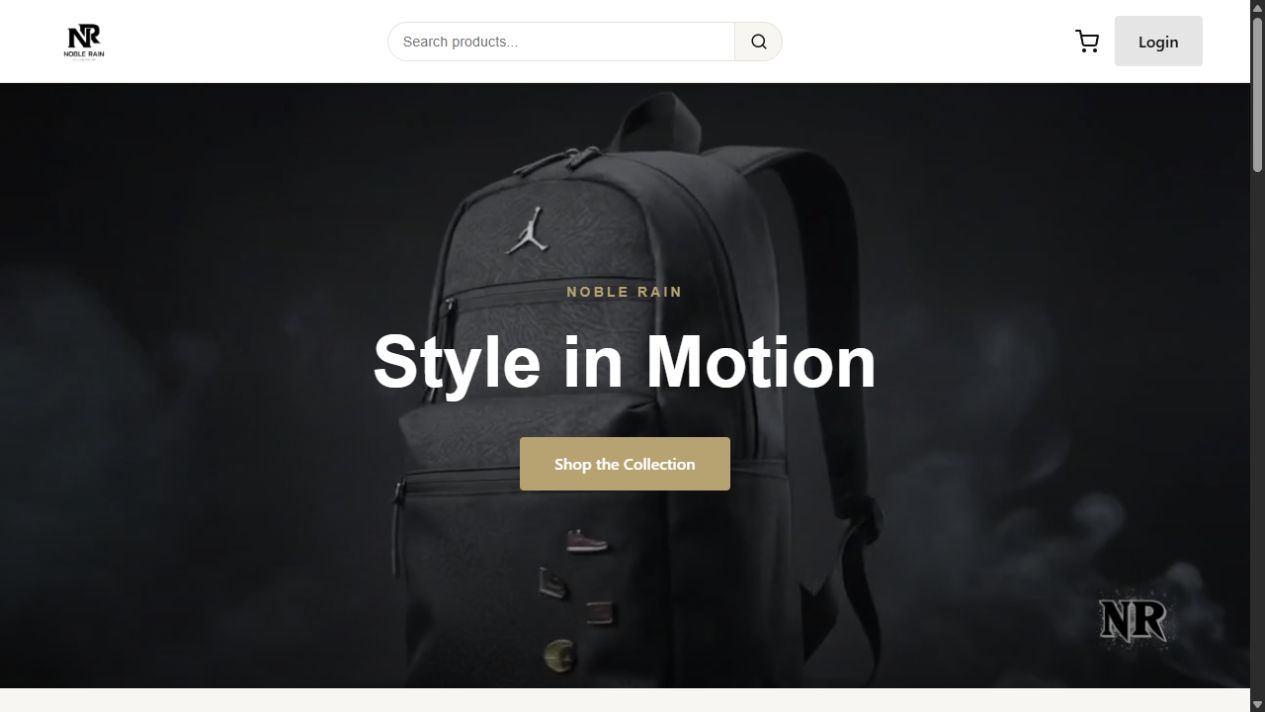 NR
NOBLE RAIN
Search products...
Login
NOBLE RAIN
Style in Motion
Shop the Collection
NR